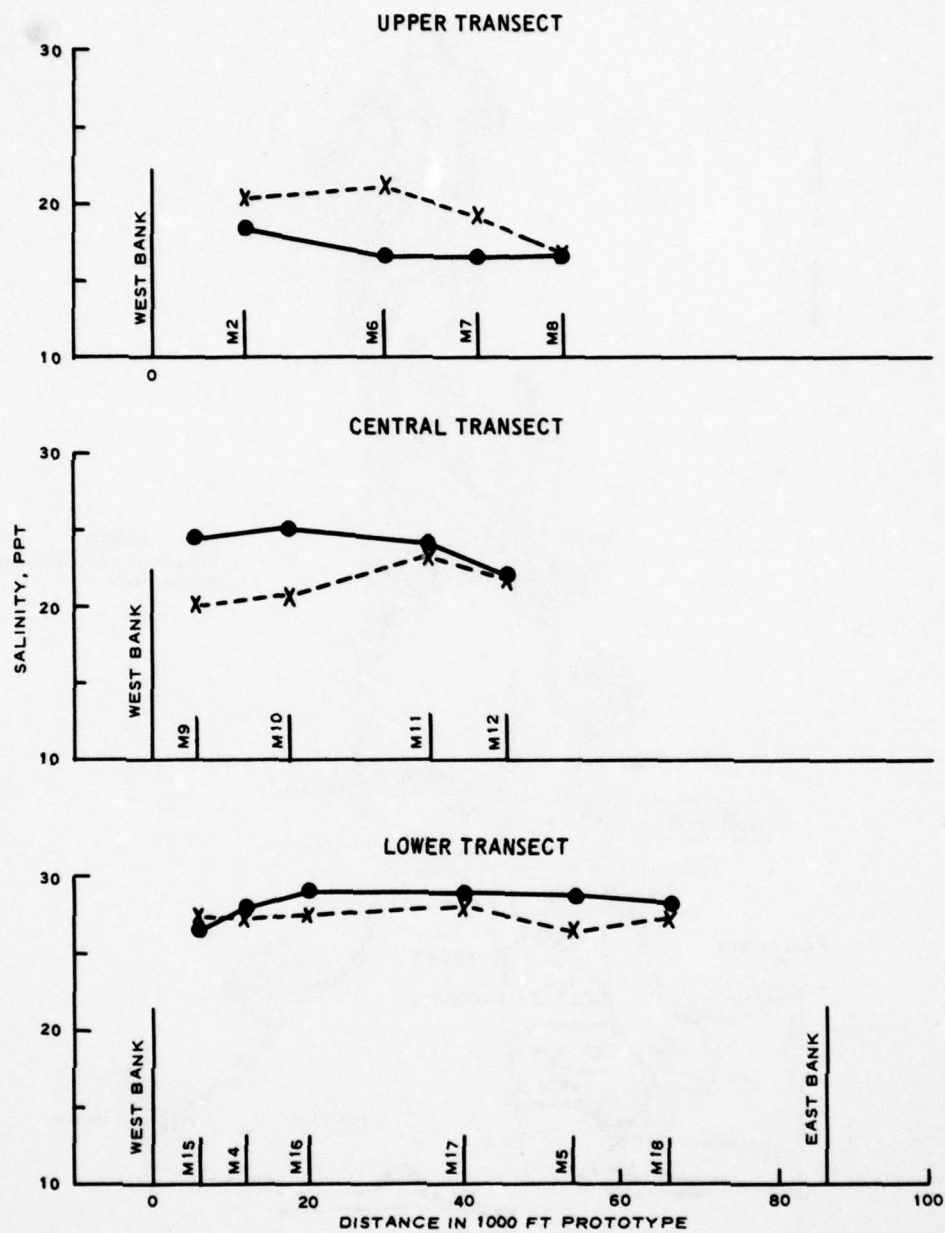 UPPER TRANSECT
30
20
10
WEST BANK
M2
M6
M7
M8
0
CENTRAL TRANSECT
30
20
10
SALINITY, PPT
WEST BANK
M9
M10
M11
M12
LOWER TRANSECT
30
20
10
WEST BANK
M15
M4
M16
M17
M5
M18
EAST BANK
0
20
40
60
80
100
DISTANCE IN 1000 FT PROTOTYPE